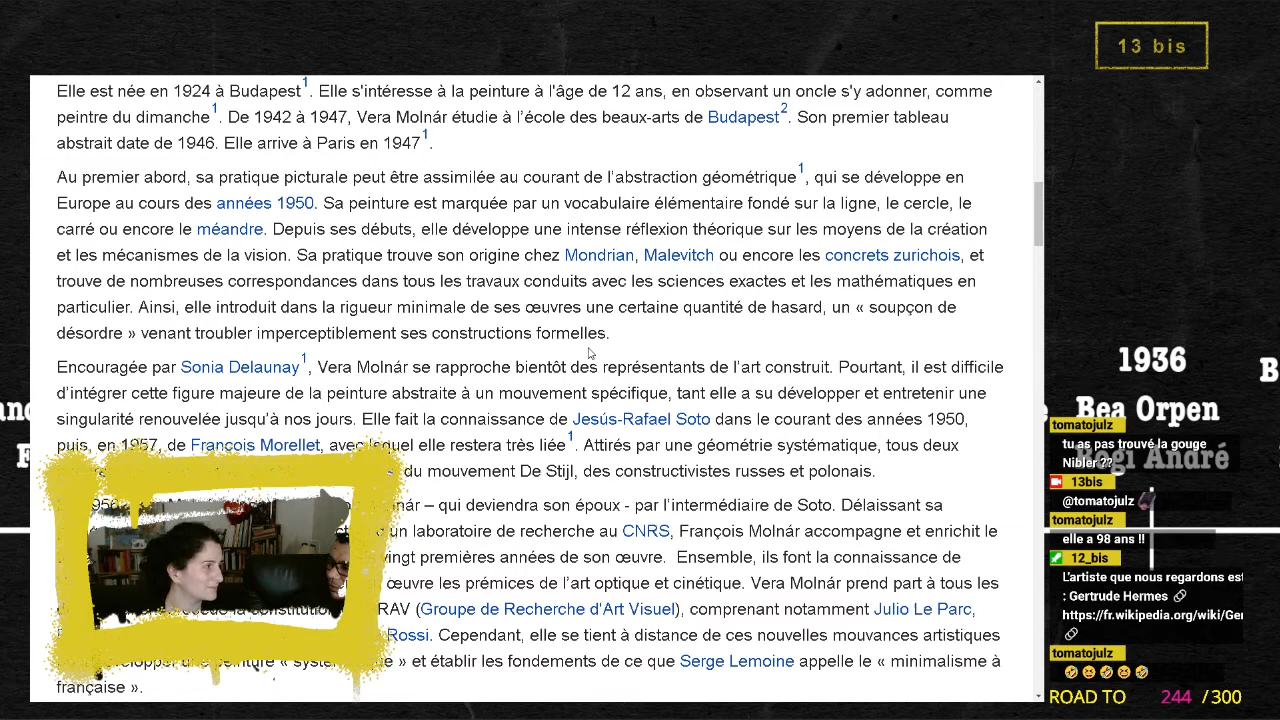 13 bis
Elle est née en 1924 à Budapest1. Elle s'intéresse à la peinture à l'âge de 12 ans, en observant un oncle s'y adonner, comme
peintre du dimanche1. De 1942 à 1947, Vera Molnár étudie à l'école des beaux-arts de Budapest2. Son premier tableau
abstrait date de 1946. Elle arrive à Paris en 19471.
Au premier abord, sa pratique picturale peut être assimilée au courant de l'abstraction géométrique1, qui se développe en
Europe au cours des années 1950. Sa peinture est marquée par un vocabulaire élémentaire fondé sur la ligne, le cercle, le
carré ou encore le méandre. Depuis ses débuts, elle développe une intense réflexion théorique sur les moyens de la création
et les mécanismes de la vision. Sa pratique trouve son origine chez Mondrian, Malevitch ou encore les concrets zurichois, et
trouve de nombreuses correspondances dans tous les travaux conduits avec les sciences exactes et les mathématiques en
particulier. Ainsi, elle introduit dans la rigueur minimale de ses œuvres une certaine quantité de hasard, un « soupçon de
désordre » venant troubler imperceptiblement ses constructions formelles.
Encouragée par Sonia Delaunay1, Vera Molnár se rapproche bientôt des représentants de l'art construit. Pourtant, il est difficile
d'intégrer cette figure majeure de la peinture abstraite à un mouvement spécifique, tant elle a su développer et entretenir une
singularité renouvelée jusqu'à nos jours. Elle fait la connaissance de Jesús-Rafael Soto dans le courant des années 1950,
puis, en 1957, de François Morellet, avec lequel elle restera très liée1. Attirés par une géométrie systématique, tous deux
du mouvement De Stijl, des constructivistes russes et polonais.
– qui deviendra son époux - par l'intermédiaire de Soto. Délaissant sa
un laboratoire de recherche au CNRS, François Molnár accompagne et enrichit le
vingt premières années de son œuvre. Ensemble, ils font la connaissance de
œuvre les prémices de l'art optique et cinétique. Vera Molnár prend part à tous les
(Groupe de Recherche d'Art Visuel), comprenant notamment Julio Le Parc,
Rossi. Cependant, elle se tient à distance de ces nouvelles mouvances artistiques
» et établir les fondements de ce que Serge Lemoine appelle le « minimalisme à
française ».
1936
Bea Orpen
Rogi André
tomatojulz
tu as pas trouvé la gouge
Nibler ??
13bis
@tomatojulz
tomatojulz
elle a 98 ans !!
12_bis
L'artiste que nous regardons est
: Gertrude Hermes
https://fr.wikipedia.org/wiki/Ger
tomatojulz
ROAD TO 244 / 300